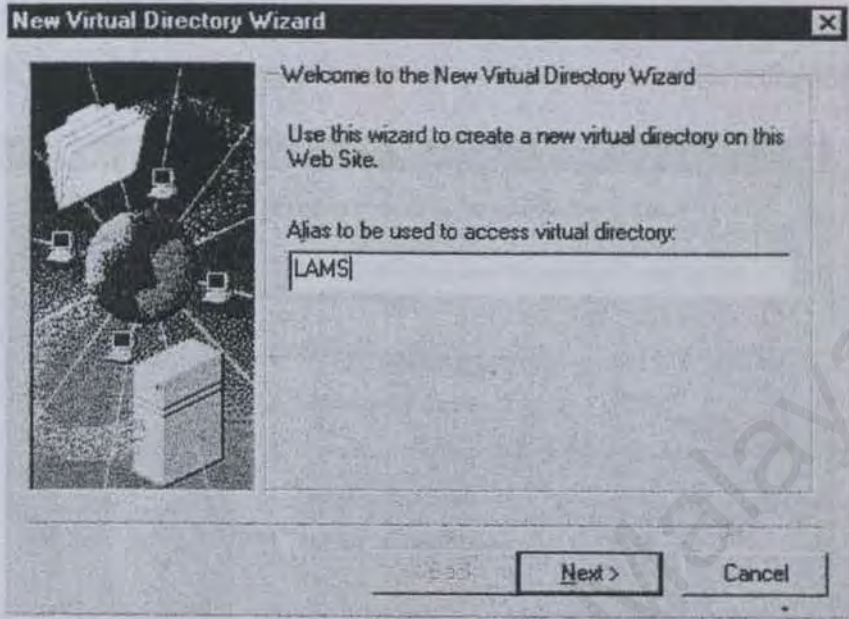 New Virtual Directory Wizard
Welcome to the New Virtual Directory Wizard
Use this wizard to create a new virtual directory on this
Web Site.
Alias to be used to access virtual directory:
LAMS
Next >
Cancel
Malaya